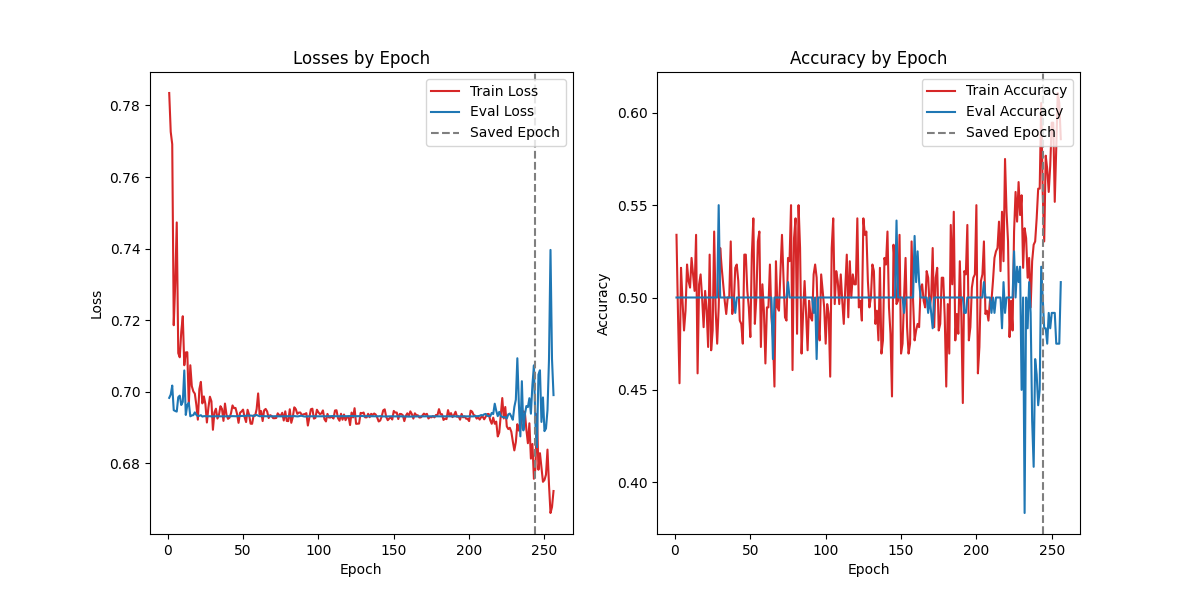 Losses by Epoch
Train Loss
Eval Loss
Saved Epoch
0.78
0.76
0.74
0.72
0.70
0.68
Loss
0
50
100
150
200
250
Epoch
Accuracy by Epoch
Train Accuracy
Eval Accuracy
Saved Epoch
0.60
0.55
0.50
0.45
0.40
Accuracy
0
50
100
150
200
250
Epoch